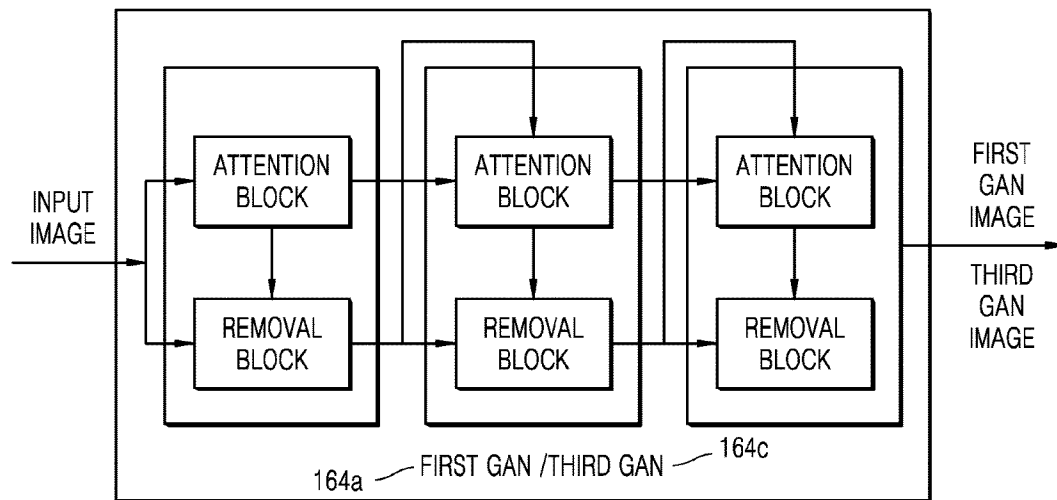 INPUT
IMAGE
ATTENTION
BLOCK
REMOVAL
BLOCK
ATTENTION
BLOCK
REMOVAL
BLOCK
ATTENTION
BLOCK
REMOVAL
BLOCK
FIRST
GAN
IMAGE
THIRD
GAN
IMAGE
164a FIRST GAN /THIRD GAN 164c